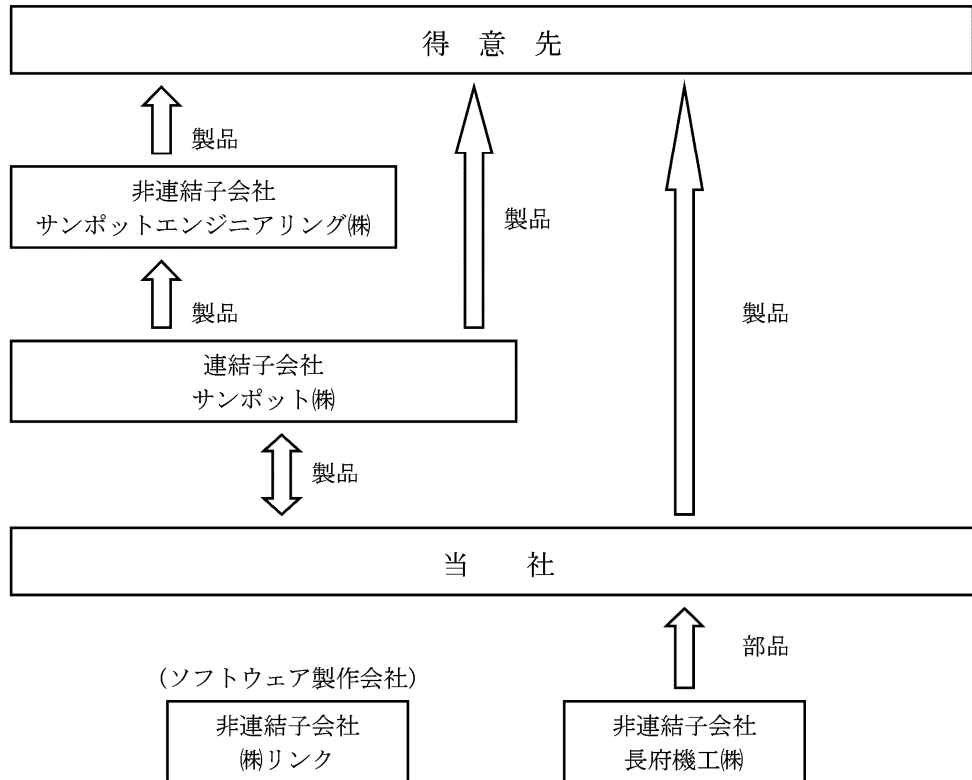 得 意 先
製品
非連結子会社
サンポットエンジニアリング㈱
製品
製品
製品
連結子会社
サンポット㈱
製品
当 社
部品
(ソフトウェア製作会社)
非連結子会社
㈱リンク
非連結子会社
長府機工㈱